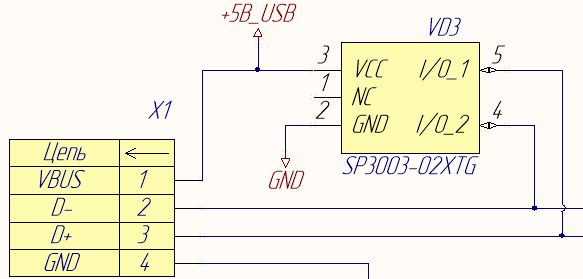 +5B_USB
VD3
3 VCC I/O_1 5
1 NC
2 GND I/O_2 4
SP3003-02XTG
GND
X1
Цепь
VBUS 1
D- 2
D+ 3
GND 4